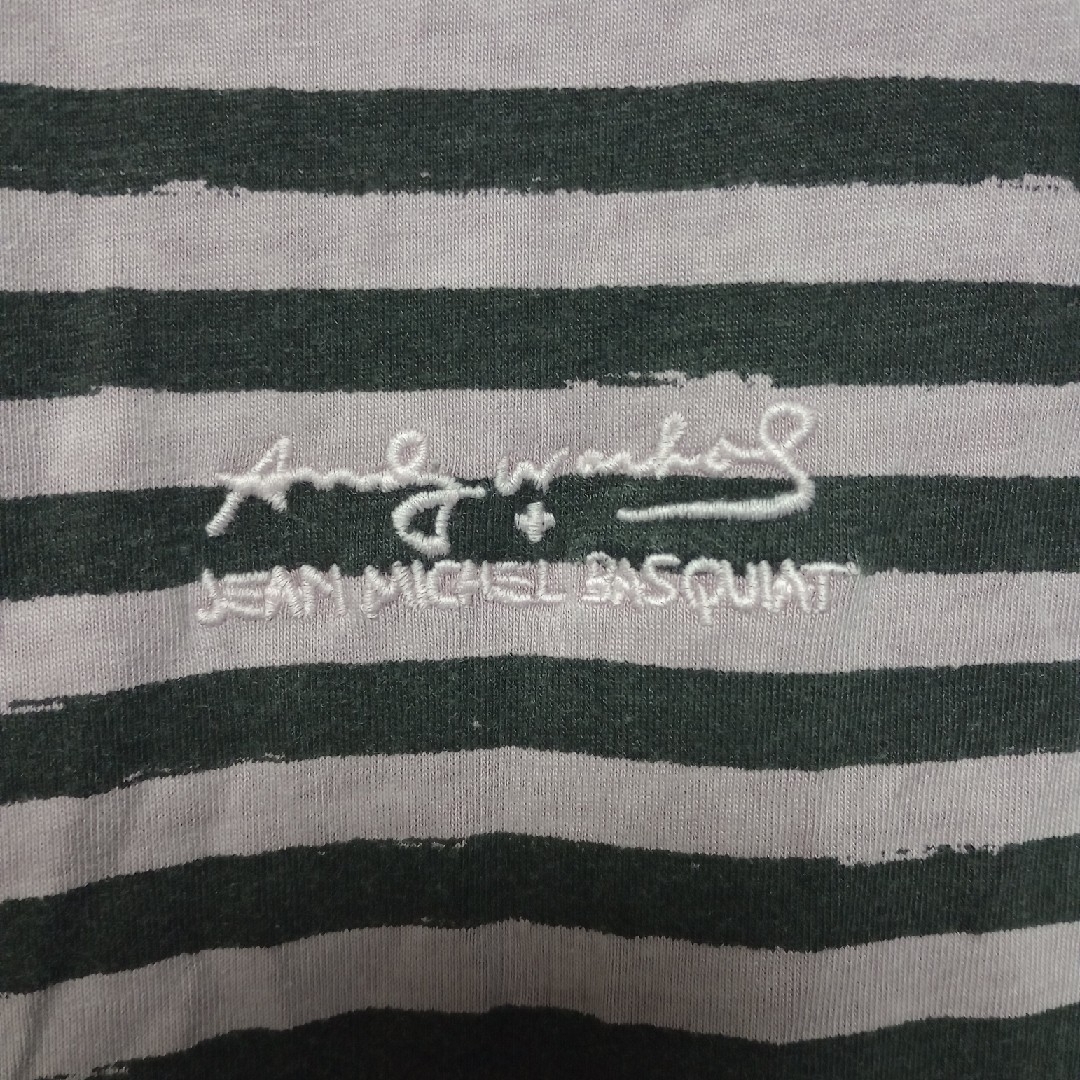 Andy Warhol
+
JEAN MICHEL BASQUIAT